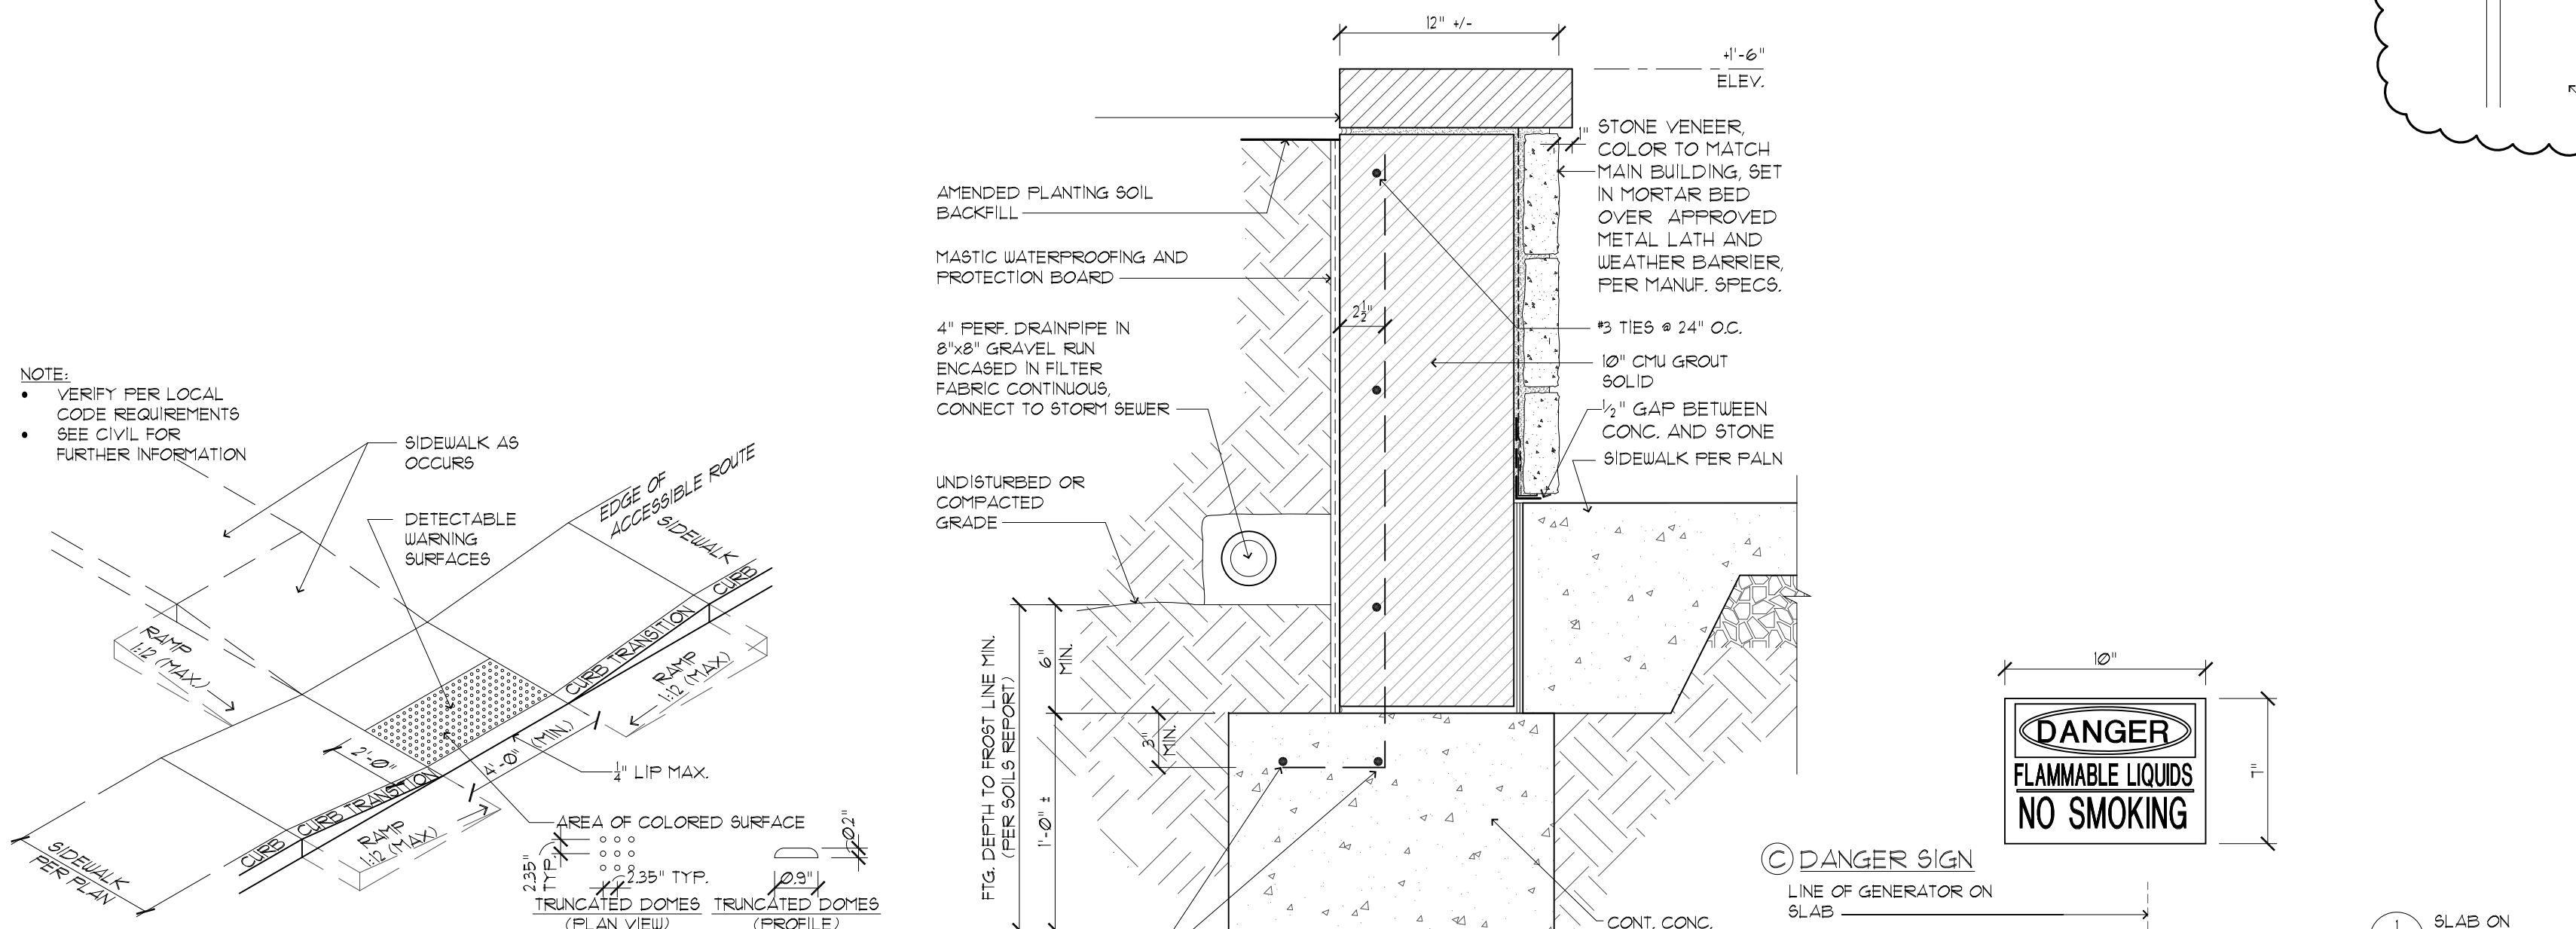 NOTE:
• VERIFY PER LOCAL
CODE REQUIREMENTS
• SEE CIVIL FOR
FURTHER INFORMATION
SIDEWALK AS
OCCURS
DETECTABLE
WARNING
SURFACES
EDGE OF
ACCESSIBLE ROUTE
SIDEWALK
CURB
CURB TRANSITION
RAMP
1:12 (MAX.)
RAMP
1:12 (MAX)
2'-0"
4'-0" (MIN.)
1/4" LIP MAX.
CURB TRANSITION
CURB
RAMP
1:12 (MAX)
SIDEWALK
PER PLAN
AREA OF COLORED SURFACE
2.35"
TYP.
2.35" TYP.
0.2"
0.9"
TRUNCATED DOMES
(PLAN VIEW)
TRUNCATED DOMES
(PROFILE)
12" +/-
+1'-6"
ELEV.
AMENDED PLANTING SOIL
BACKFILL
MASTIC WATERPROOFING AND
PROTECTION BOARD
4" PERF. DRAINPIPE IN
8"x8" GRAVEL RUN
ENCASED IN FILTER
FABRIC CONTINUOUS,
CONNECT TO STORM SEWER
UNDISTURBED OR
COMPACTED
GRADE
2 1/2"
1"
STONE VENEER,
COLOR TO MATCH
MAIN BUILDING, SET
IN MORTAR BED
OVER APPROVED
METAL LATH AND
WEATHER BARRIER,
PER MANUF. SPECS.
#3 TIES @ 24" O.C.
10" CMU GROUT
SOLID
1/2" GAP BETWEEN
CONC. AND STONE
SIDEWALK PER PALN
FTG. DEPTH TO FROST LINE MIN.
(PER SOILS REPORT)
6"
MIN.
3"
MIN.
1'-0" ±
CONT. CONC.
10"
7"
DANGER
FLAMMABLE LIQUIDS
NO SMOKING
C DANGER SIGN
LINE OF GENERATOR ON
SLAB
1
SLAB ON